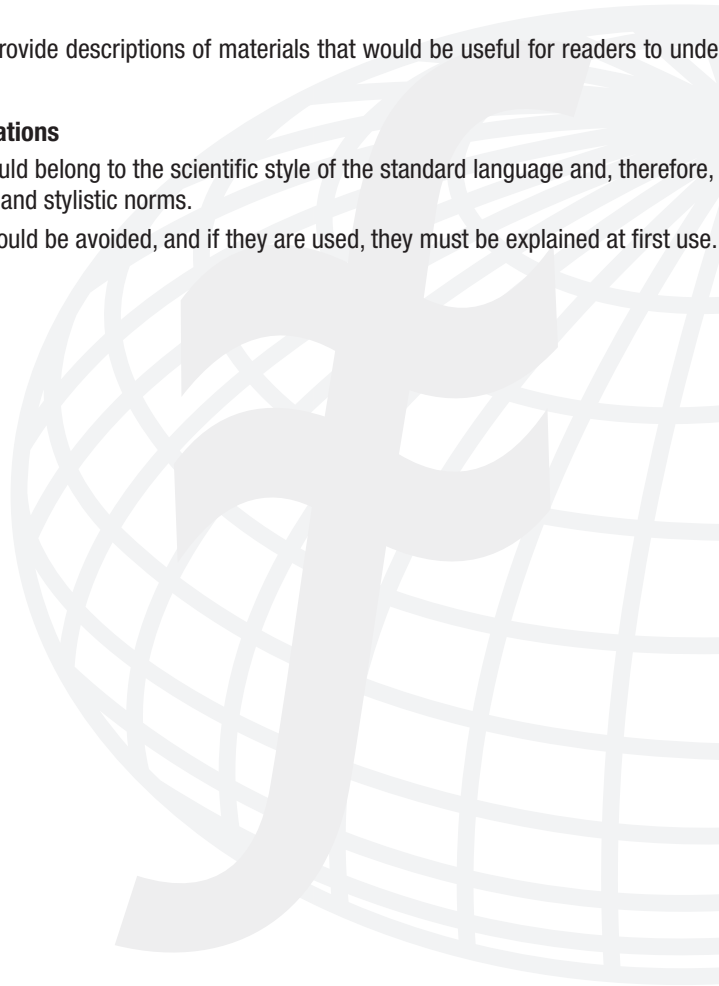 rovide descriptions of materials that would be useful for readers to unde
ations
uld belong to the scientific style of the standard language and, therefore,
and stylistic norms.
ould be avoided, and if they are used, they must be explained at first use.